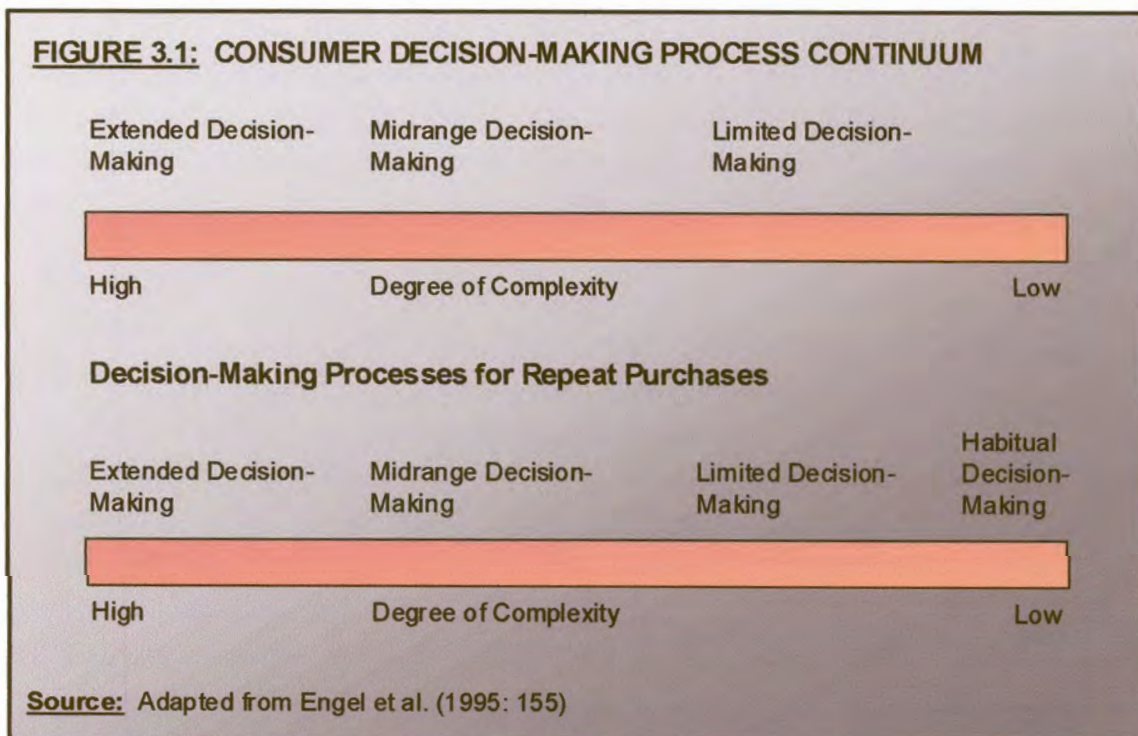 FIGURE 3.1: CONSUMER DECISION-MAKING PROCESS CONTINUUM
Extended Decision-
Making
Midrange Decision-
Making
Limited Decision-
Making
High Degree of Complexity Low
Decision-Making Processes for Repeat Purchases
Extended Decision-
Making
Midrange Decision-
Making
Limited Decision-
Making
Habitual
Decision-
Making
High Degree of Complexity Low
Source: Adapted from Engel et al. (1995: 155)